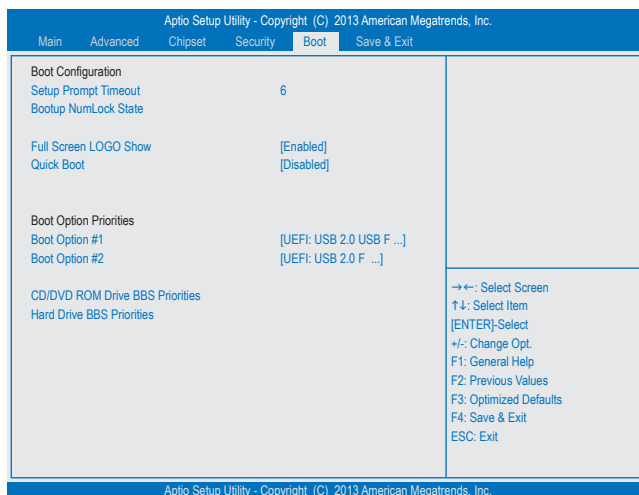 Aptio Setup Utility - Copyright (C) 2013 American Megatrends, Inc.
Main Advanced Chipset Security Boot Save & Exit
Boot Configuration
Setup Prompt Timeout 6
Bootup NumLock State
Full Screen LOGO Show [Enabled]
Quick Boot [Disabled]
Boot Option Priorities
Boot Option #1 [UEFI: USB 2.0 USB F ...]
Boot Option #2 [UEFI: USB 2.0 F ...]
CD/DVD ROM Drive BBS Priorities
Hard Drive BBS Priorities
→←: Select Screen
↑↓: Select Item
[ENTER]-Select
+/-: Change Opt.
F1: General Help
F2: Previous Values
F3: Optimized Defaults
F4: Save & Exit
ESC: Exit
Aptio Setup Utility - Copyright (C) 2013 American Megatrends, Inc.